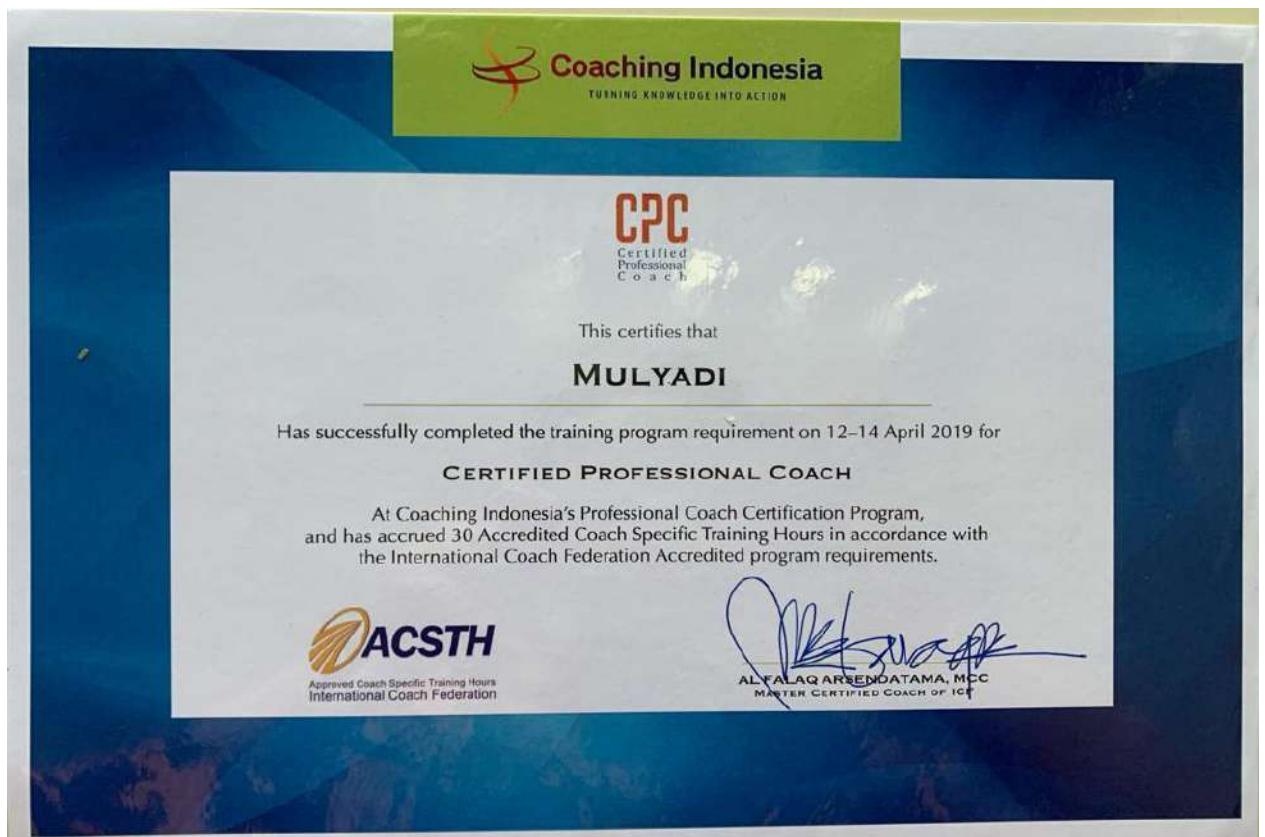 Coaching Indonesia
TURNING KNOWLEDGE INTO ACTION
CPC
Certified
Professional
Coach
This certifies that
MULYADI
Has successfully completed the training program requirement on 12–14 April 2019 for
CERTIFIED PROFESSIONAL COACH
At Coaching Indonesia's Professional Coach Certification Program,
and has accrued 30 Accredited Coach Specific Training Hours in accordance with
the International Coach Federation Accredited program requirements.
ACSTH
Approved Coach Specific Training Hours
International Coach Federation
AL FALAQ ARSENDATAMA, MCC
MASTER CERTIFIED COACH OF ICF